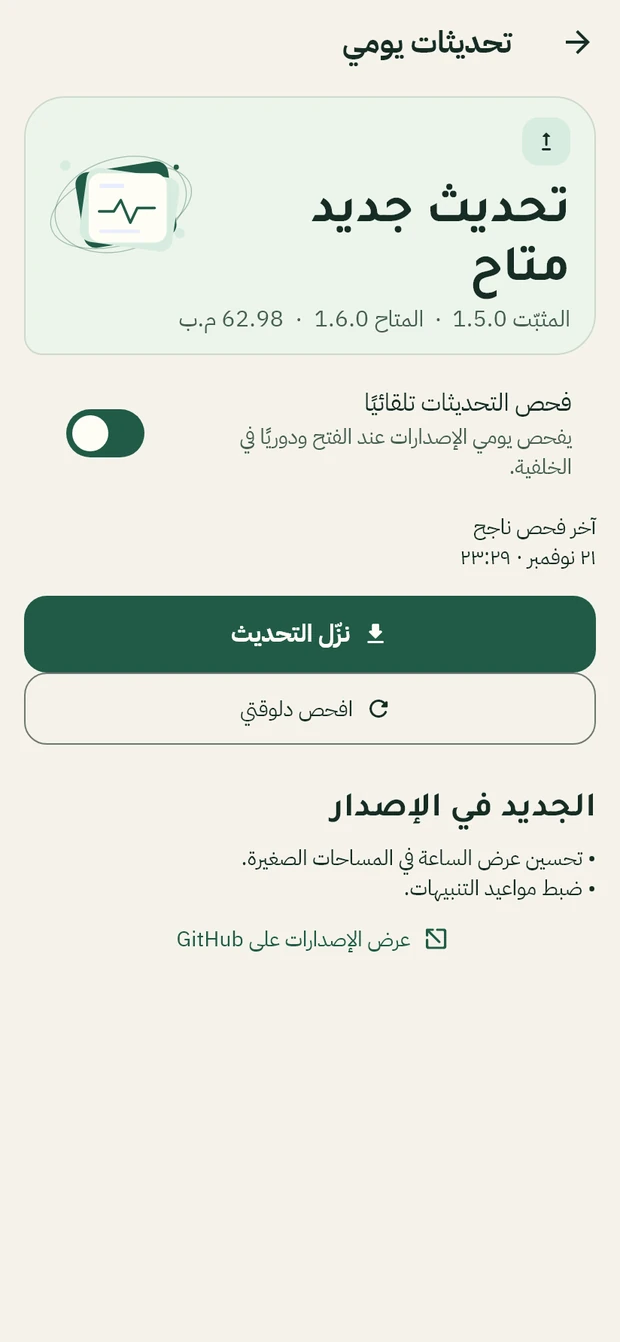 تحديثات يومي
تحديث جديد
متاح
المثبّت 1.5.0 · المتاح 1.6.0 · 62.98 م.ب
فحص التحديثات تلقائيًا
يفحص يومي الإصدارات عند الفتح ودوريًا في
الخلفية.
آخر فحص ناجح
٢١ نوفمبر · ٢٣:٢٩
نزّل التحديث
افحص دلوقتي
الجديد في الإصدار
• تحسين عرض الساعة في المساحات الصغيرة.
• ضبط مواعيد التنبيهات.
عرض الإصدارات على GitHub